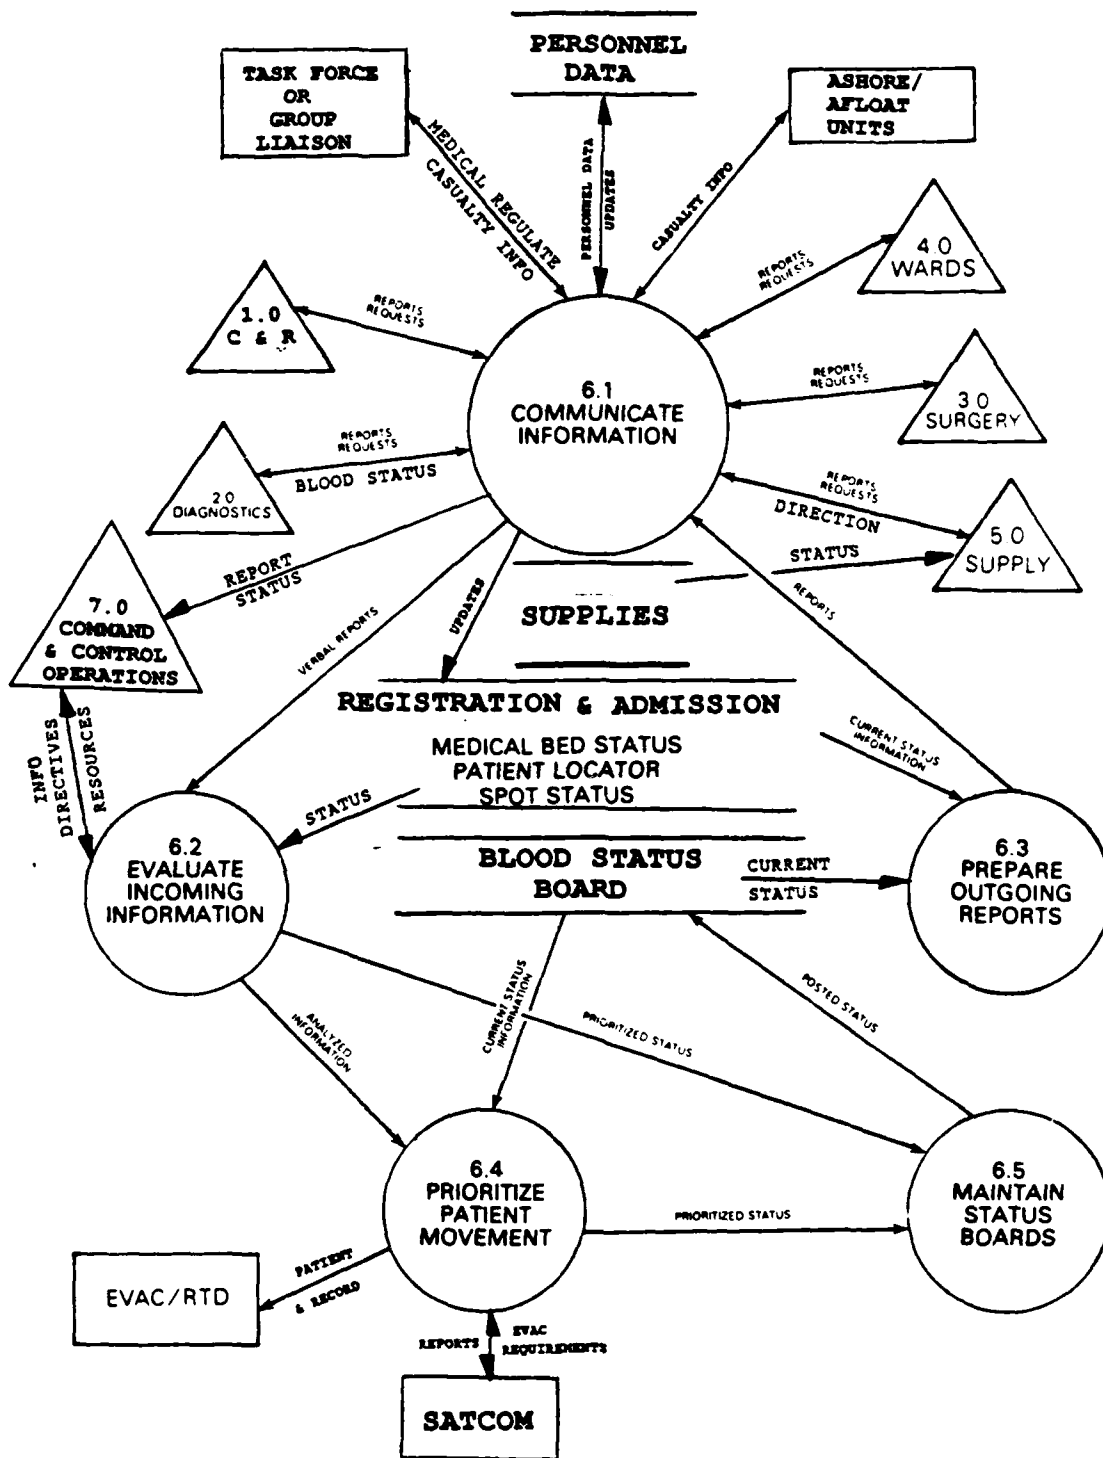 PERSONNEL
DATA
TASK FORCE
OR
GROUP
LIAISON
ASHORE/
AFLOAT
UNITS
MEDICAL REGULATE
CASUALTY INFO
PERSONNEL DATA
UPDATES
CASUALTY INFO
4.0
WARDS
REPORTS
REQUESTS
1.0
C & R
REPORTS
REQUESTS
6.1
COMMUNICATE
INFORMATION
REPORTS
REQUESTS
3.0
SURGERY
REPORTS
REQUESTS
BLOOD STATUS
2.0
DIAGNOSTICS
REPORTS
REQUESTS
DIRECTION
STATUS
5.0
SUPPLY
REPORT
STATUS
7.0
COMMAND
& CONTROL
OPERATIONS
VERBAL REPORTS
UPDATES
SUPPLIES
REPORTS
REGISTRATION & ADMISSION
MEDICAL BED STATUS
PATIENT LOCATOR
SPOT STATUS
CURRENT STATUS
INFORMATION
INFO
DIRECTIVES
RESOURCES
STATUS
6.2
EVALUATE
INCOMING
INFORMATION
BLOOD STATUS
BOARD
CURRENT
STATUS
6.3
PREPARE
OUTGOING
REPORTS
ANALYZED
INFORMATION
CURRENT STATUS
INFORMATION
PRIORITIZED STATUS
POSTED STATUS
6.4
PRIORITIZE
PATIENT
MOVEMENT
PRIORITIZED STATUS
6.5
MAINTAIN
STATUS
BOARDS
EVAC/RTD
PATIENT
& RECORD
REPORTS
EVAC
REQUIREMENTS
SATCOM